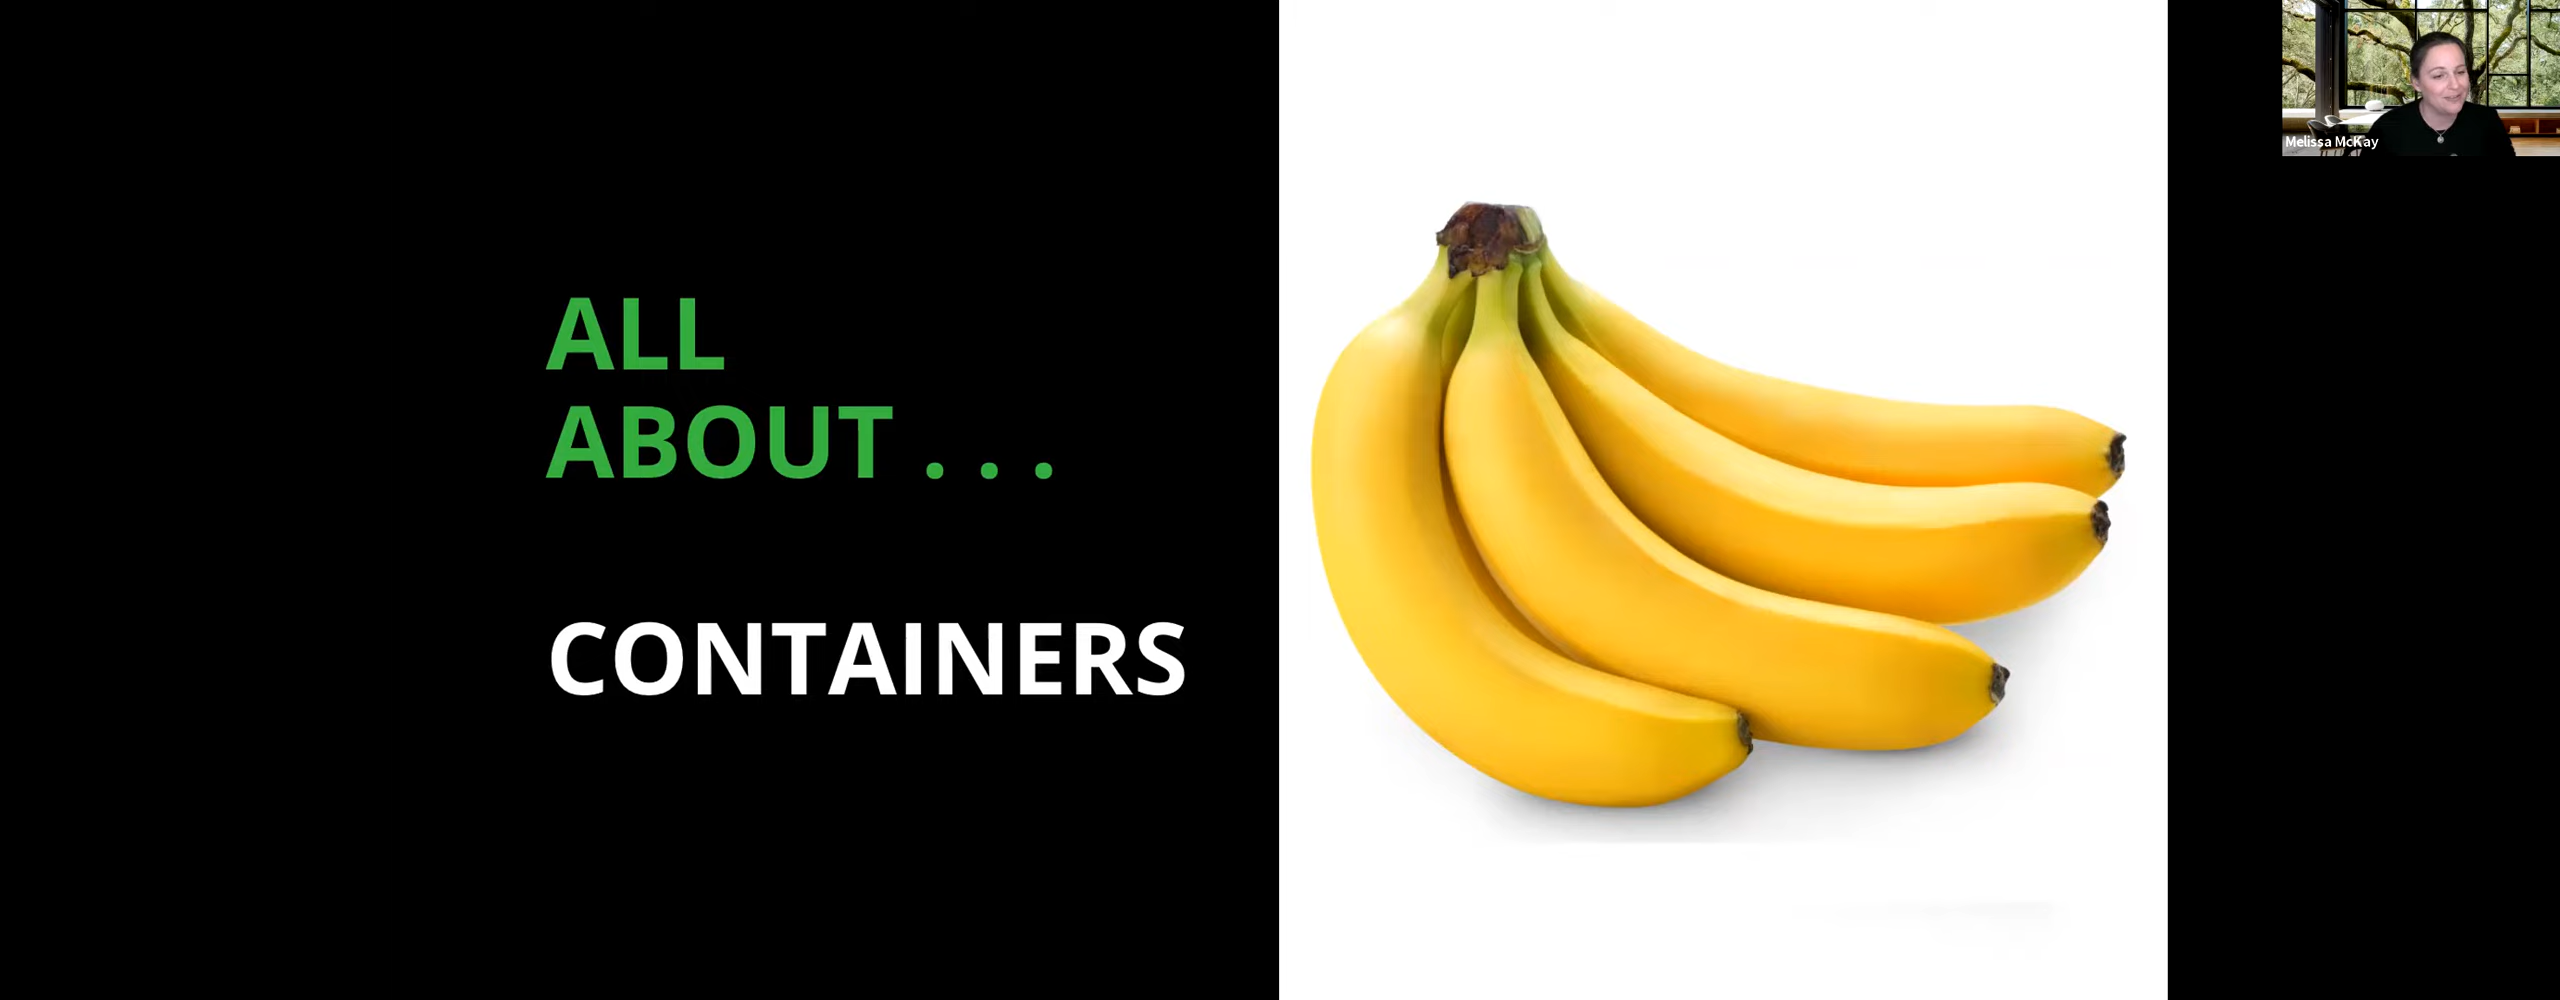 ALL
ABOUT . . .
CONTAINERS
Melissa McKay